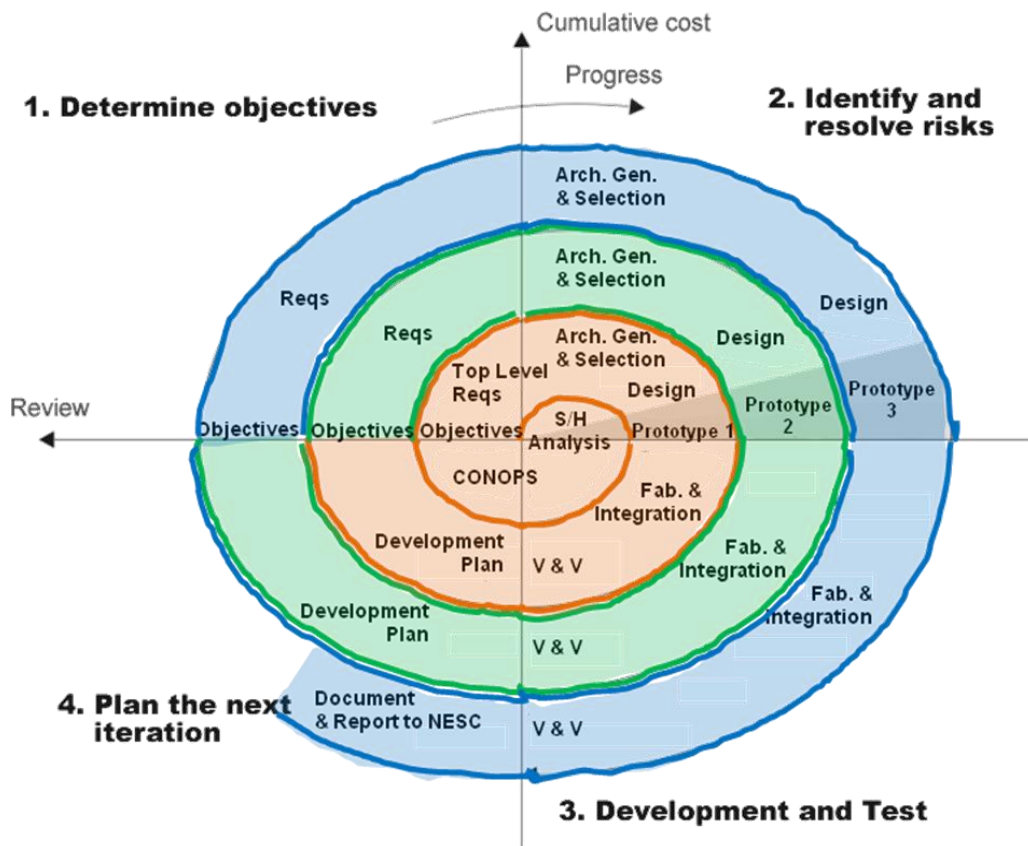 Cumulative cost
Progress
1. Determine objectives
2. Identify and
resolve risks
Arch. Gen.
& Selection
Reqs
Design
Arch. Gen.
& Selection
Reqs
Design
Arch. Gen.
& Selection
Top Level
Reqs
Design
Prototype
3
Prototype
2
Prototype 1
S/H
Analysis
Review
Objectives
Objectives
Objectives
CONOPS
Fab. &
Integration
Development
Plan
V & V
Fab. &
Integration
Development
Plan
V & V
Fab. &
Integration
Document
& Report to NESC
V & V
4. Plan the next
iteration
3. Development and Test